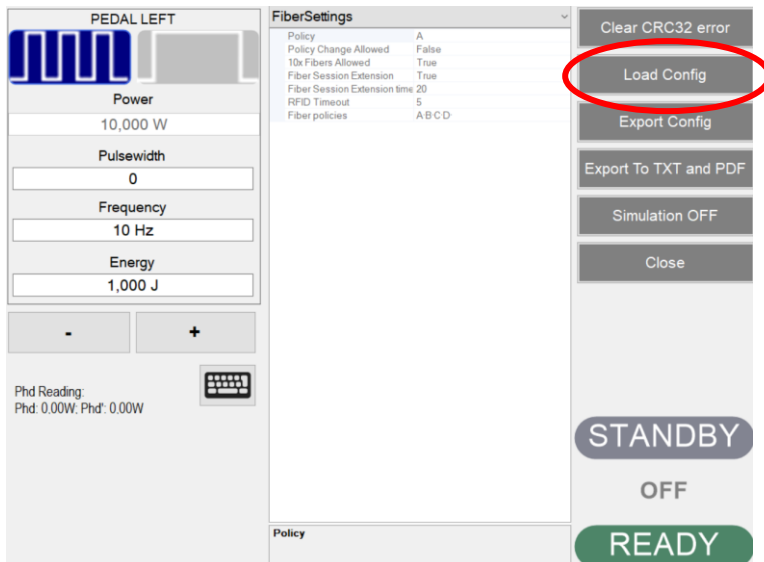 PEDAL LEFT
Power
10,000 W
Pulsewidth
0
Frequency
10 Hz
Energy
1,000 J
-
+
Phd Reading:
Phd: 0.00W; Phd': 0.00W
FiberSettings
Policy A
Policy Change Allowed False
10x Fibers Allowed True
Fiber Session Extension True
Fiber Session Extension time 20
RFID Timeout 5
Fiber policies A B C D
Policy
Clear CRC32 error
Load Config
Export Config
Export To TXT and PDF
Simulation OFF
Close
STANDBY
OFF
READY